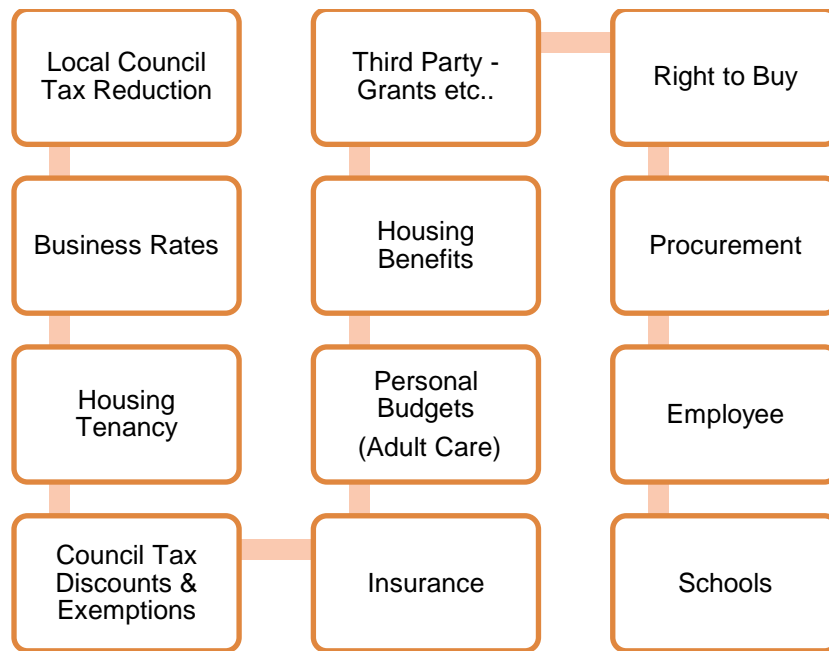 Local Council
Tax Reduction
Business Rates
Housing
Tenancy
Council Tax
Discounts &
Exemptions
Insurance
Personal
Budgets
(Adult Care)
Housing
Benefits
Third Party -
Grants etc..
Right to Buy
Procurement
Employee
Schools